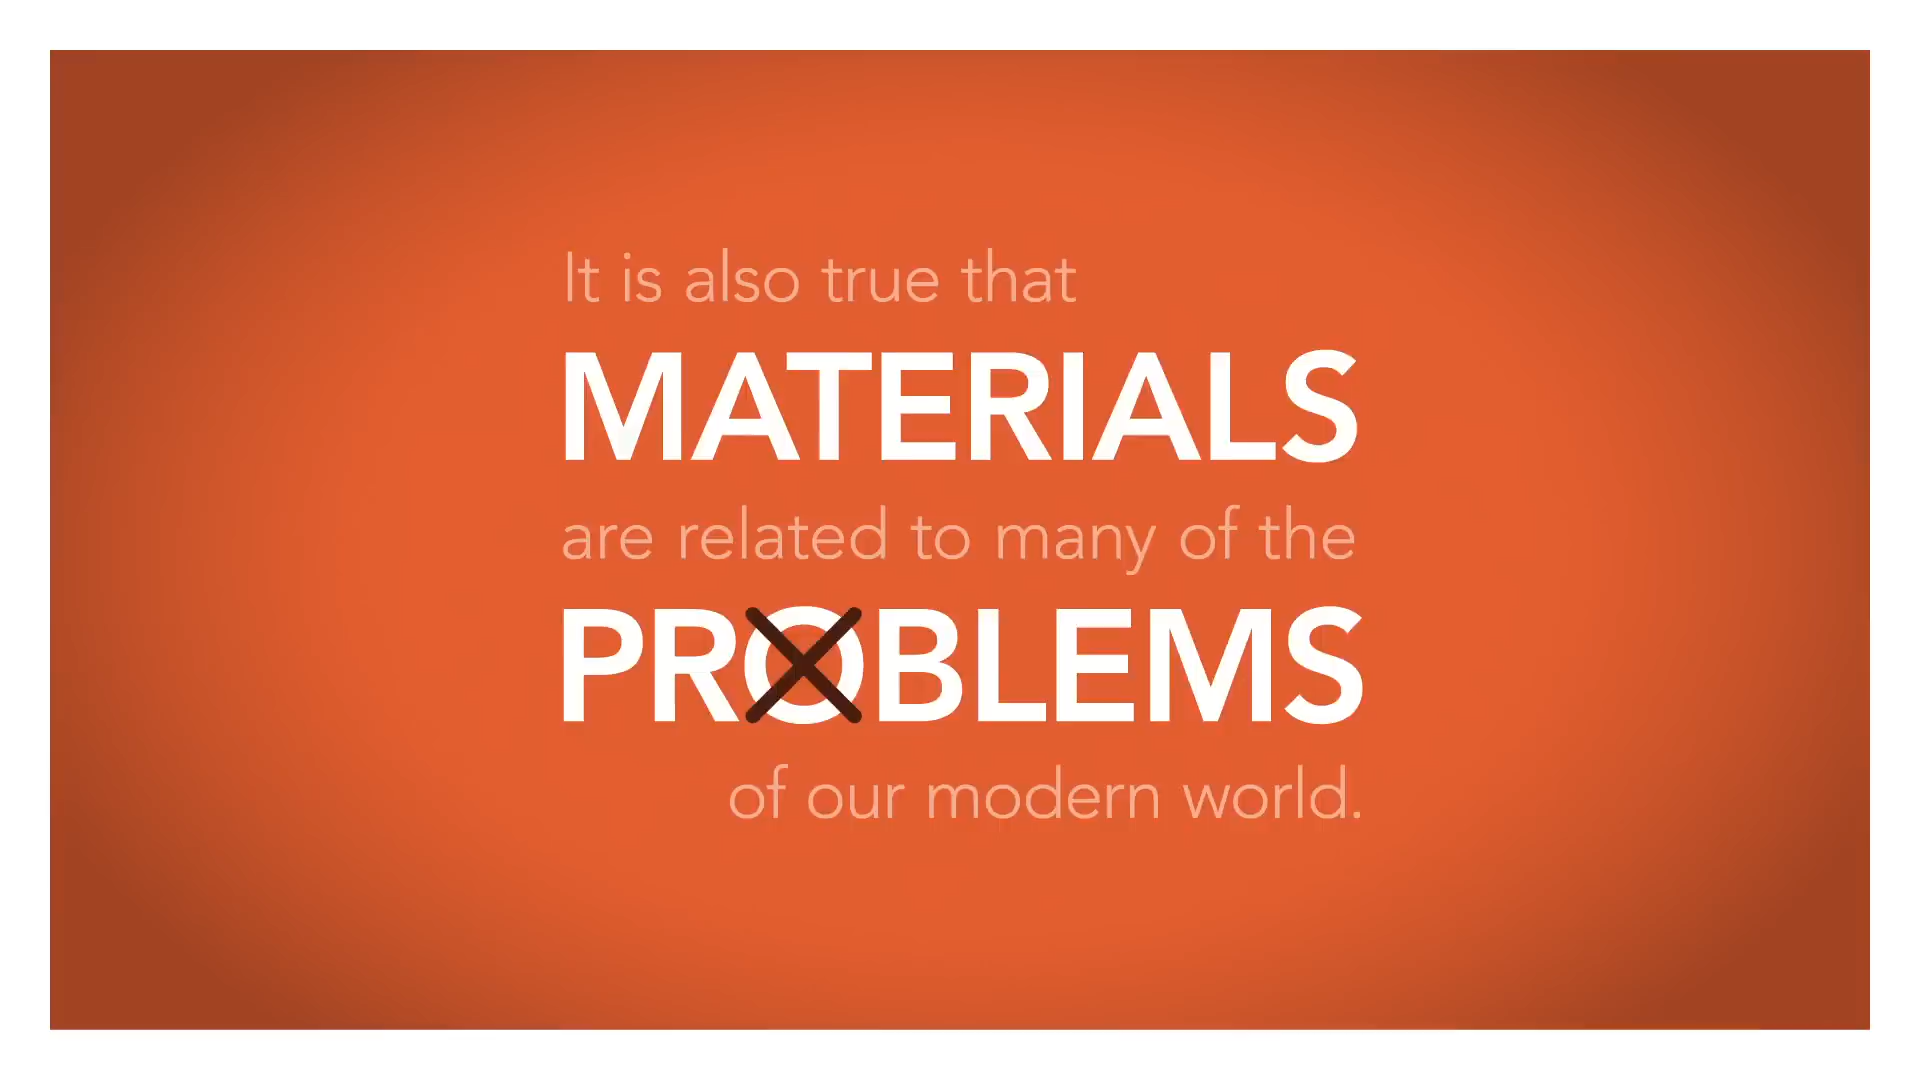 It is also true that
MATERIALS
are related to many of the
PROBLEMS
of our modern world.